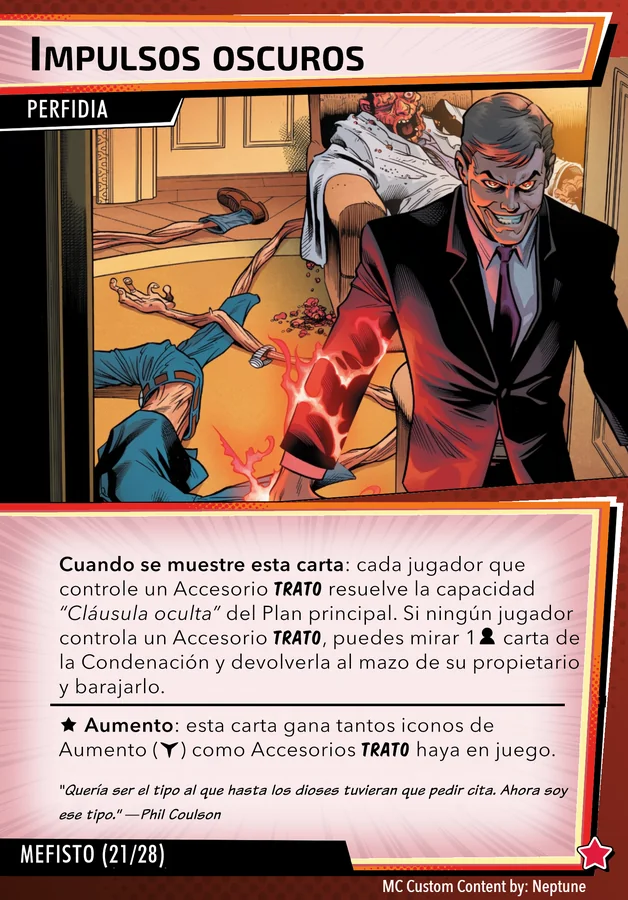 IMPULSOS OSCUROS
PERFIDIA
Cuando se muestre esta carta: cada jugador que
controle un Accesorio TRATO resuelve la capacidad
“Cláusula oculta” del Plan principal. Si ningún jugador
controla un Accesorio TRATO, puedes mirar 1 carta de
la Condenación y devolverla al mazo de su propietario
y barajarlo.
★ Aumento: esta carta gana tantos iconos de
Aumento ( ) como Accesorios TRATO haya en juego.
"Quería ser el tipo al que hasta los dioses tuvieran que pedir cita. Ahora soy
ese tipo." —Phil Coulson
MEFISTO (21/28)
MC Custom Content by: Neptune